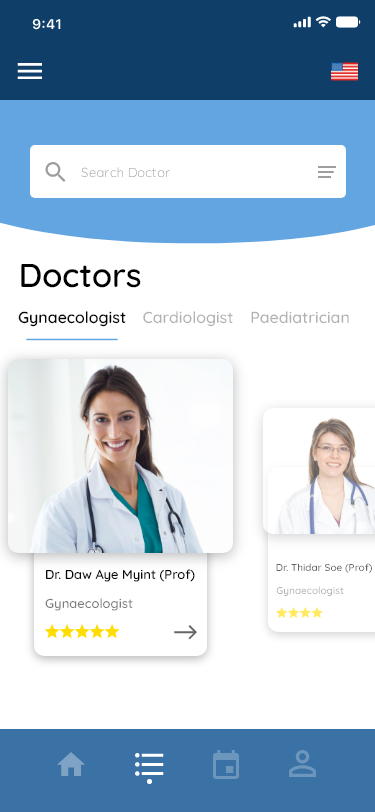 9:41
Search Doctor
Doctors
Gynaecologist Cardiologist Paediatrician
Dr. Daw Aye Myint (Prof)
Gynaecologist
Dr. Thidar Soe (Prof)
Gynaecologist